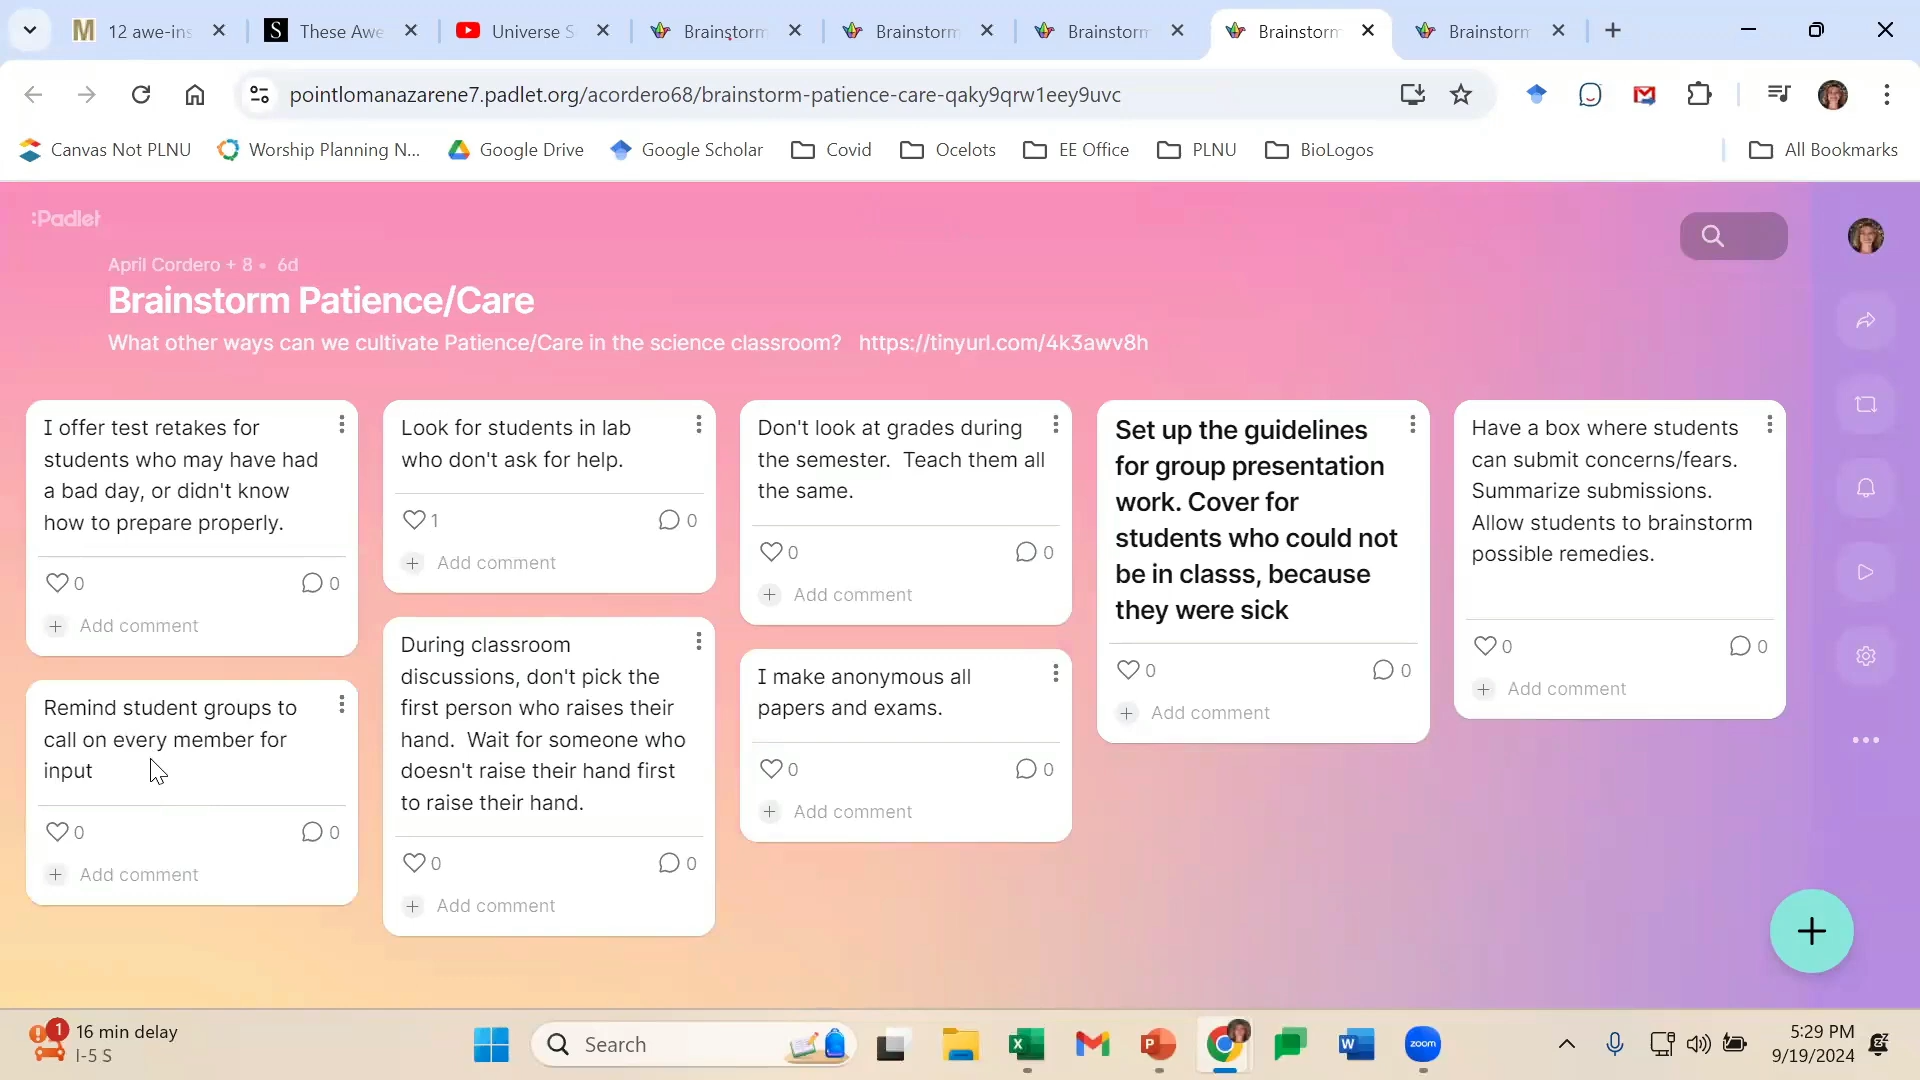 12 awe-ins
These Awe
Universe S
Brainstorm
Brainstorm
Brainstorm
Brainstorm
Brainstorm
pointlomanazarene7.padlet.org/acordero68/brainstorm-patience-care-qaky9qrw1eey9uvc
Canvas Not PLNU
Worship Planning N...
Google Drive
Google Scholar
Covid
Ocelots
EE Office
PLNU
BioLogos
All Bookmarks
:Padlet
April Cordero + 8 • 6d
Brainstorm Patience/Care
What other ways can we cultivate Patience/Care in the science classroom? https://tinyurl.com/4k3awv8h
I offer test retakes for
students who may have had
a bad day, or didn't know
how to prepare properly.
0
0
Add comment
Remind student groups to
call on every member for
input
0
0
Add comment
Look for students in lab
who don't ask for help.
1
0
Add comment
During classroom
discussions, don't pick the
first person who raises their
hand. Wait for someone who
doesn't raise their hand first
to raise their hand.
0
0
Add comment
Don't look at grades during
the semester. Teach them all
the same.
0
0
Add comment
I make anonymous all
papers and exams.
0
0
Add comment
Set up the guidelines
for group presentation
work. Cover for
students who could not
be in classs, because
they were sick
0
0
Add comment
Have a box where students
can submit concerns/fears.
Summarize submissions.
Allow students to brainstorm
possible remedies.
0
0
Add comment
1
16 min delay
I-5 S
Search
zoom
5:29 PM
9/19/2024